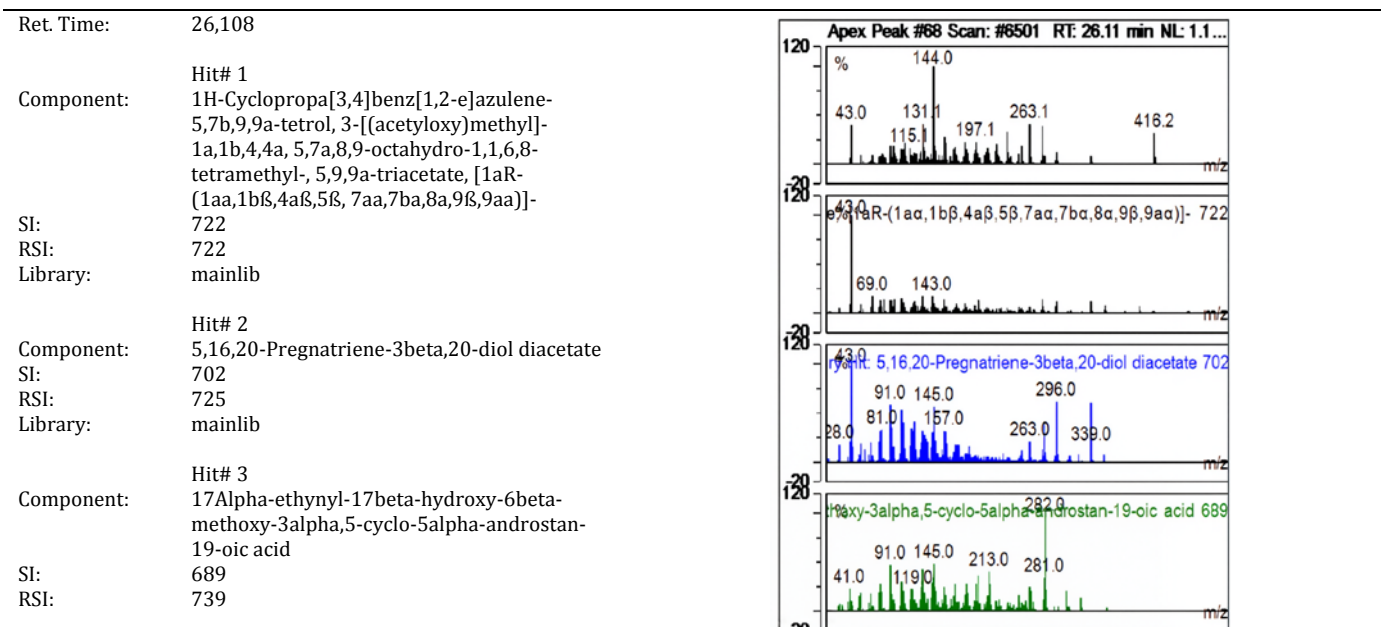 Ret. Time: 26,108
Hit# 1
Component: 1H-Cyclopropa[3,4]benz[1,2-e]azulene-
5,7b,9,9a-tetrol, 3-[(acetyloxy)methyl]-
1a,1b,4,4a, 5,7a,8,9-octahydro-1,1,6,8-
tetramethyl-, 5,9,9a-triacetate, [1aR-
(1aa,1bß,4aß,5ß, 7aa,7ba,8a,9ß,9aa)]-
SI: 722
RSI: 722
Library: mainlib
Hit# 2
Component: 5,16,20-Pregnatriene-3beta,20-diol diacetate
SI: 702
RSI: 725
Library: mainlib
Hit# 3
Component: 17Alpha-ethynyl-17beta-hydroxy-6beta-
methoxy-3alpha,5-cyclo-5alpha-androstan-
19-oic acid
SI: 689
RSI: 739
Apex Peak #68 Scan: #6501 RT: 26.11 min NL: 1.1...
120
%
144.0
43.0
131.1
263.1
416.2
115.1
197.1
m/z
-20
120
43.0
1aR-(1aα,1bβ,4aβ,5β,7aα,7bα,8α,9β,9aα)]- 722
69.0
143.0
m/z
-20
120
43.0
%
ry Hit: 5,16,20-Pregnatriene-3beta,20-diol diacetate 702
91.0
145.0
296.0
81.0
157.0
28.0
263.0
339.0
m/z
-20
120
282.0
%
thoxy-3alpha,5-cyclo-5alpha-androstan-19-oic acid 689
91.0
145.0
213.0
281.0
41.0
119.0
m/z
-20